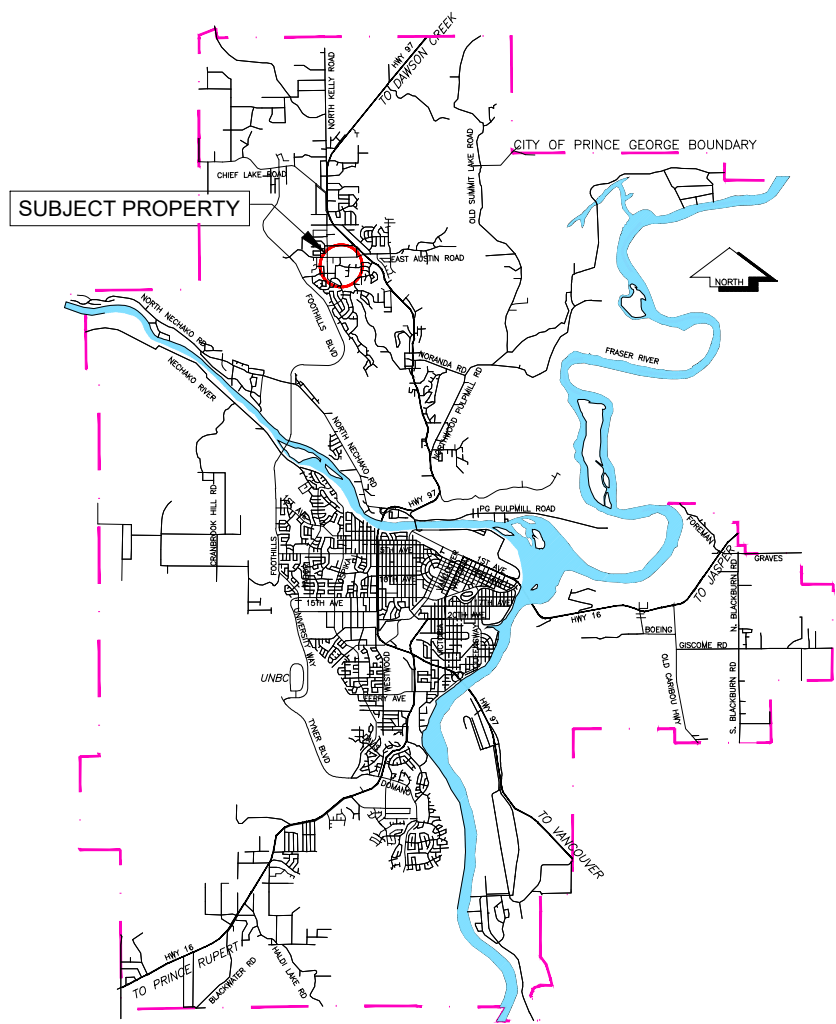 HWY 97
TO DAWSON CREEK
NORTH KELLY ROAD
OLD SUMMIT LAKE ROAD
CITY OF PRINCE GEORGE BOUNDARY
CHIEF LAKE ROAD
SUBJECT PROPERTY
EAST AUSTIN ROAD
NORTH
NORTH NECHAKO RD
FOOTHILLS BLVD
NECHAKO RIVER
NORANDA RD
FRASER RIVER
NORTHWOOD PULPMILL RD
NORTH NECHAKO RD
HWY 97
PG PULPMILL ROAD
CRANBROOK HILL RD
FOOTHILLS
1ST AVE
5TH AVE
FOREMAN
GRAVES
TO JASPER
N. BLACKBURN RD
10TH AVE
15TH AVE
20TH AVE
HWY 16
BOEING
GISCOME RD
UNIVERSITY WAY
UNBC
WESTWOOD
FERRY AVE
OLD CARIBOU HWY
S. BLACKBURN RD
HWY 97
TYNER BLVD
DOMANO
TO VANCOUVER
HWY 16
TO PRINCE RUPERT
BLACKWATER RD
HALDI LAKE RD